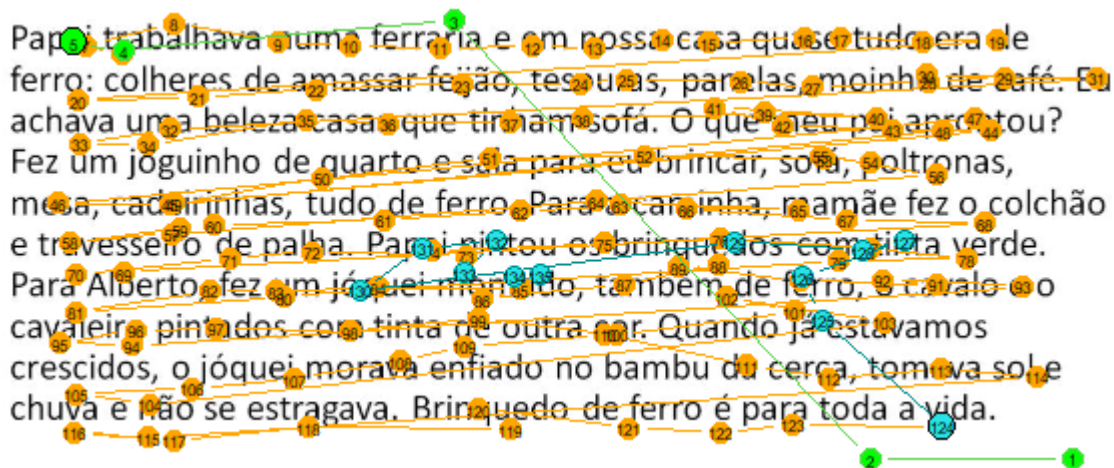 Papai trabalhava numa ferraria e em nossa casa quase tudo era de
ferro: colheres de amassar feijão, tesouras, panelas, moinho de café. Eu
achava uma beleza casas que tinham sofá. O que meu pai aprontou?
Fez um joguinho de quarto e sala para eu brincar, sofá, poltronas,
mesa, cadeirinhas, tudo de ferro. Para a caminha, mamãe fez o colchão
e travesseiro de palha. Papai pintou os brinquedos com tinta verde.
Para Alberto, fez um jóquei montado, também de ferro, o cavalo e o
cavaleiro pintados com tinta de outra cor. Quando já estávamos
crescidos, o jóquei morava enfiado no bambu da cerca, tomava sol e
chuva e não se estragava. Brinquedo de ferro é para toda a vida.